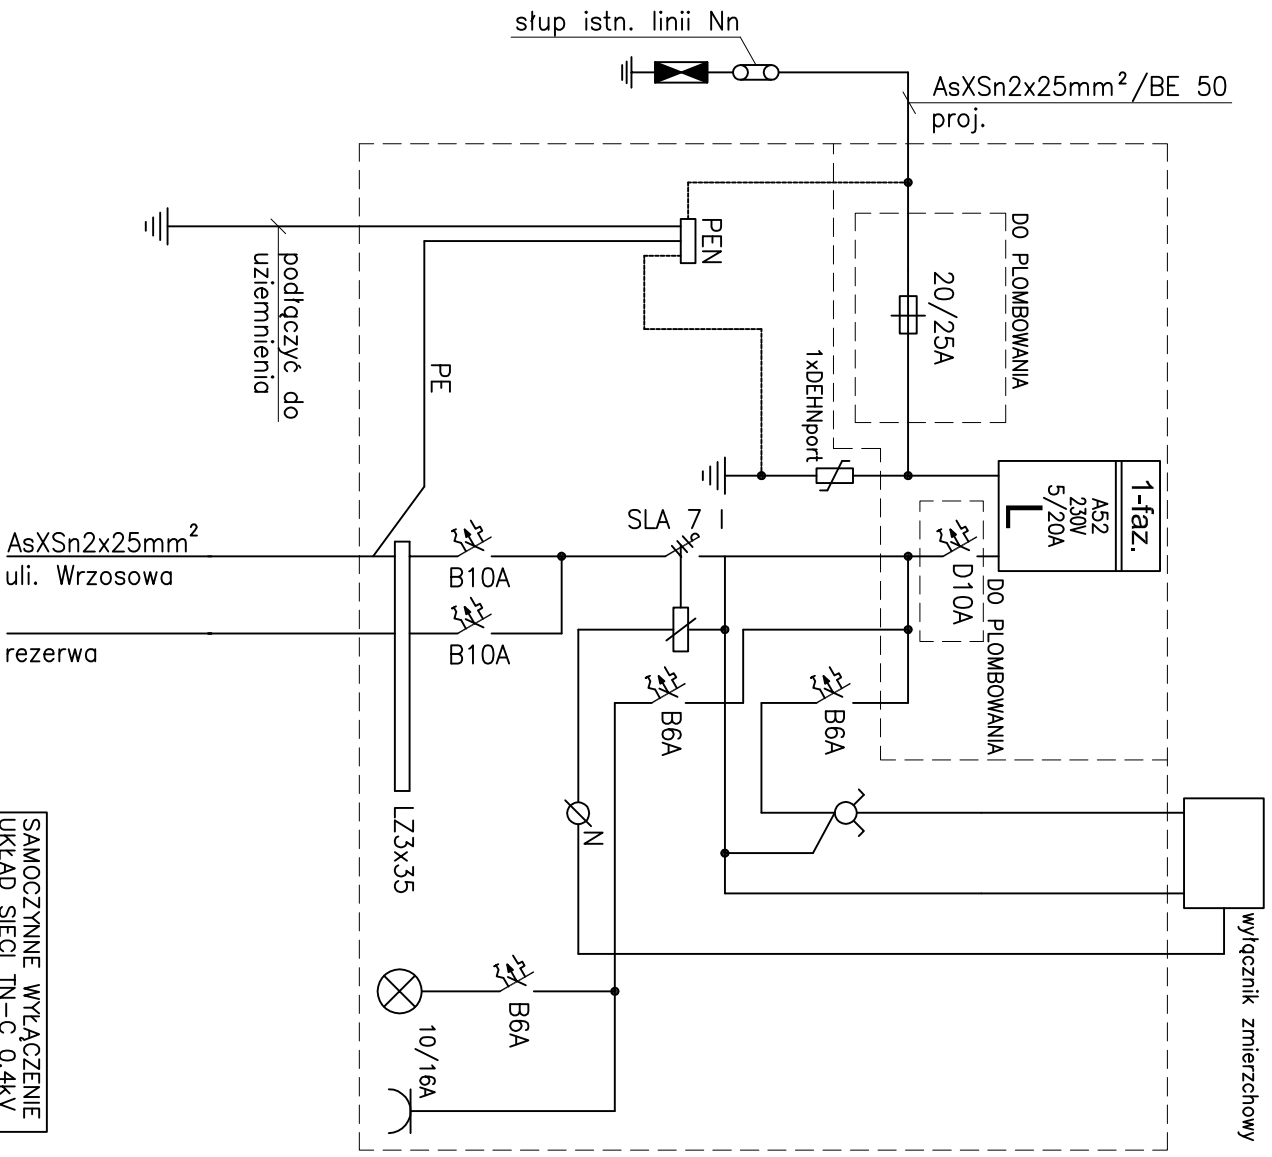 słup istn. linii Nn
AsXSn2x25mm²/BE 50
proj.
DO PLOMBOWANIA
20/25A
PEN
podłączyć do
uziemnienia
PE
1xDEHNport
1-faz.
A52
230V
5/20A
L
SLA 7 I
D10A
DO PLOMBOWANIA
AsXSn2x25mm²
uli. Wrzosowa
B10A
rezerwa
B10A
B6A
B6A
N
LZ3x35
wyłącznik zmierzchowy
B6A
10/16A
SAMOCZYNNE WYŁĄCZENIE
UKŁAD SIECI TN-C 0,4kV